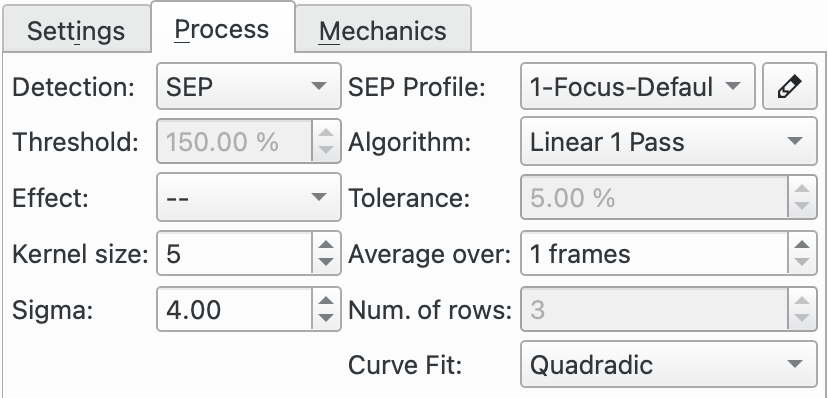 Settings Process Mechanics
Detection: SEP SEP Profile: 1-Focus-Defaul
Threshold: 150.00 % Algorithm: Linear 1 Pass
Effect: -- Tolerance: 5.00 %
Kernel size: 5 Average over: 1 frames
Sigma: 4.00 Num. of rows: 3
Curve Fit: Quadradic